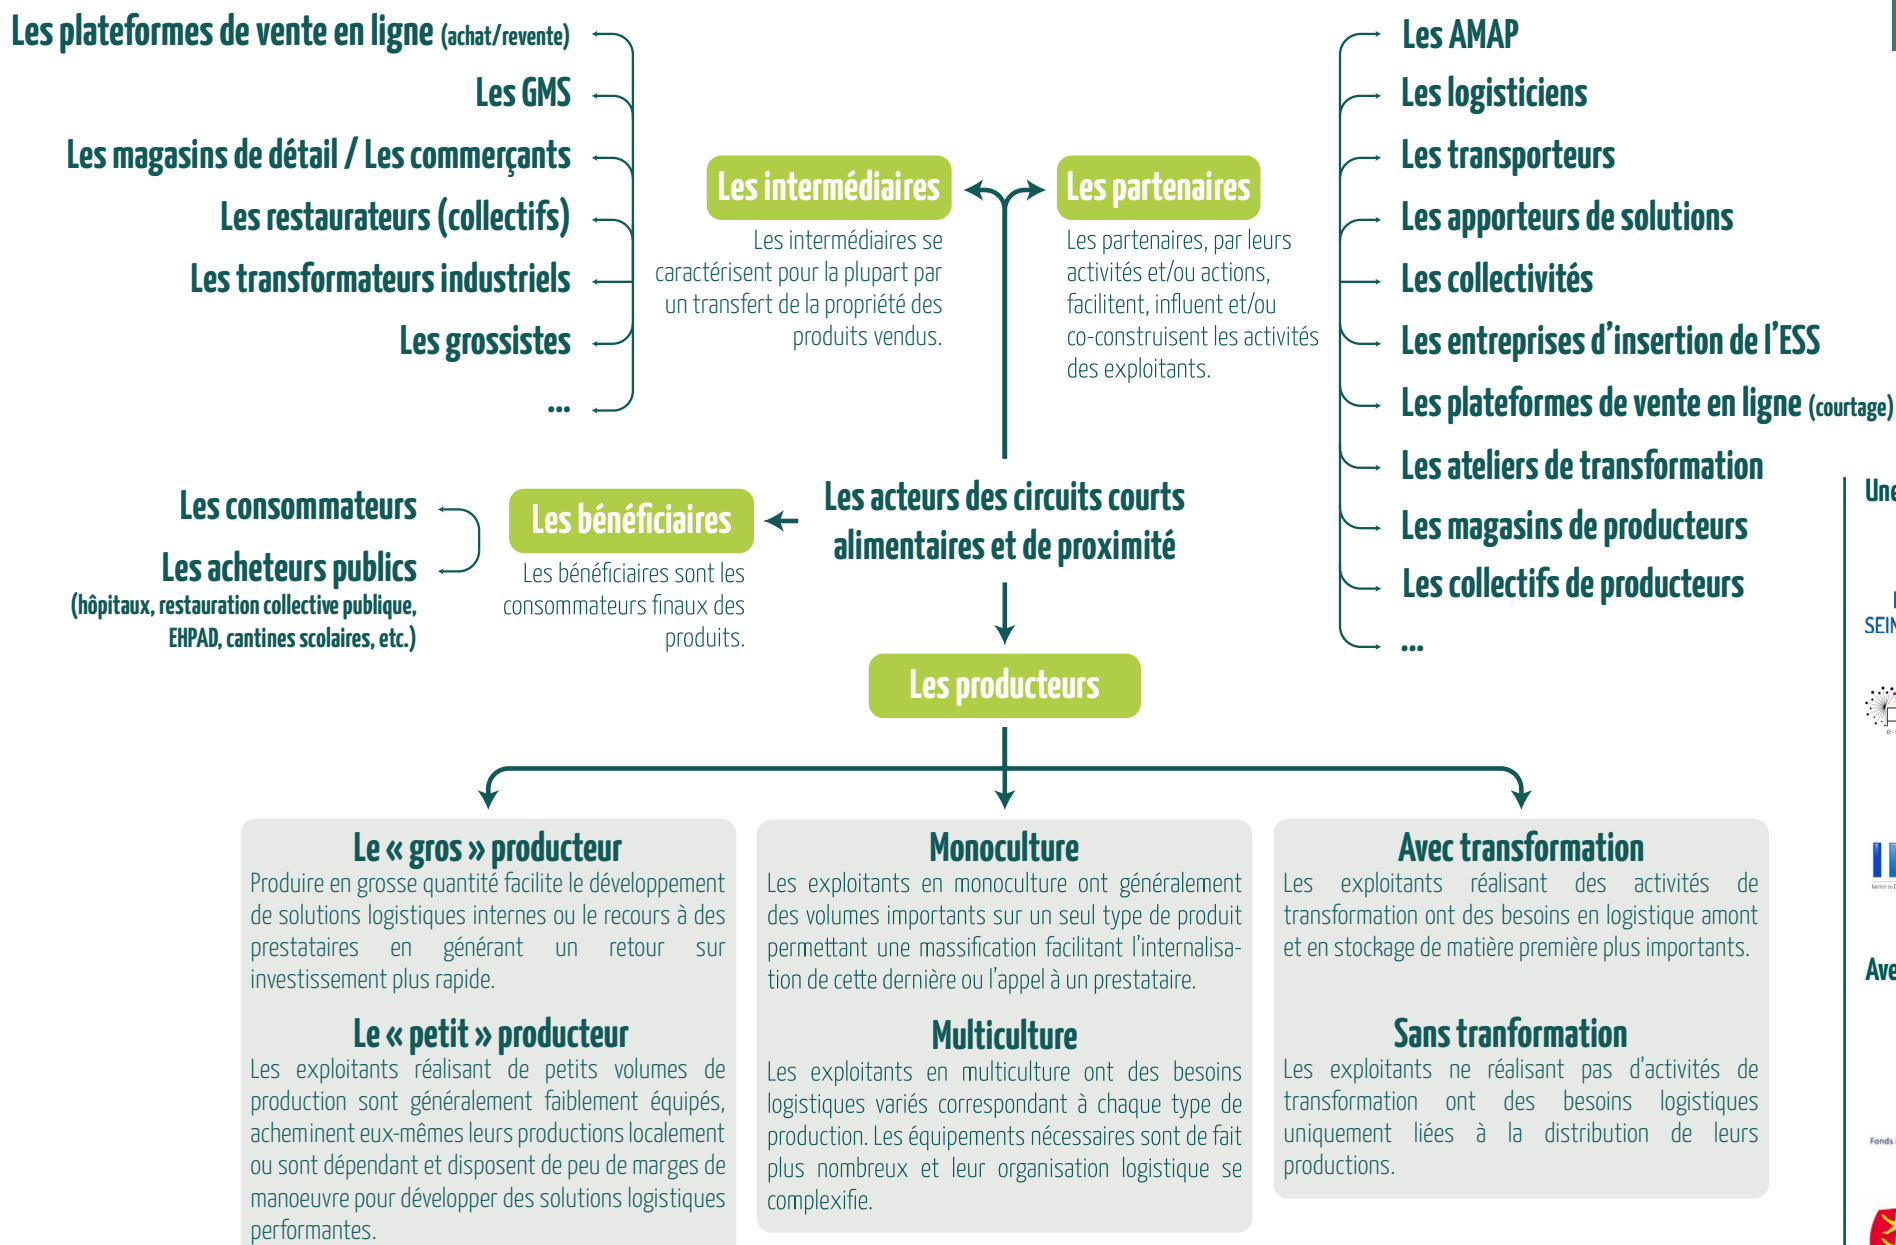 Les plateformes de vente en ligne (achat/revente)
Les GMS
Les magasins de détail / Les commerçants
Les restaurateurs (collectifs)
Les transformateurs industriels
Les grossistes
...
Les intermédiaires
Les intermédiaires se
caractérisent pour la plupart par
un transfert de la propriété des
produits vendus.
Les partenaires
Les partenaires, par leurs
activités et/ou actions,
facilitent, influent et/ou
co-construisent les activités
des exploitants.
Les AMAP
Les logisticiens
Les transporteurs
Les apporteurs de solutions
Les collectivités
Les entreprises d'insertion de l'ESS
Les plateformes de vente en ligne (courtage)
Les ateliers de transformation
Les magasins de producteurs
Les collectifs de producteurs
...
Les acteurs des circuits courts
alimentaires et de proximité
Les bénéficiaires
Les bénéficiaires sont les
consommateurs finaux des
produits.
Les consommateurs
Les acheteurs publics
(hôpitaux, restauration collective publique,
EHPAD, cantines scolaires, etc.)
Les producteurs
Le « gros » producteur
Produire en grosse quantité facilite le développement
de solutions logistiques internes ou le recours à des
prestataires en générant un retour sur
investissement plus rapide.
Le « petit » producteur
Les exploitants réalisant de petits volumes de
production sont généralement faiblement équipés,
acheminent eux-mêmes leurs productions localement
ou sont dépendant et disposent de peu de marges de
manoeuvre pour développer des solutions logistiques
performantes.
Monoculture
Les exploitants en monoculture ont généralement
des volumes importants sur un seul type de produit
permettant une massification facilitant l'internalisa-
tion de cette dernière ou l'appel à un prestataire.
Multiculture
Les exploitants en multiculture ont des besoins
logistiques variés correspondant à chaque type de
production. Les équipements nécessaires sont de fait
plus nombreux et leur organisation logistique se
complexifie.
Avec transformation
Les exploitants réalisant des activités de
transformation ont des besoins en logistique amont
et en stockage de matière première plus importants.
Sans tranformation
Les exploitants ne réalisant pas d'activités de
transformation ont des besoins logistiques
uniquement liées à la distribution de leurs
productions.
Une
SEIN
Ave
Fonds